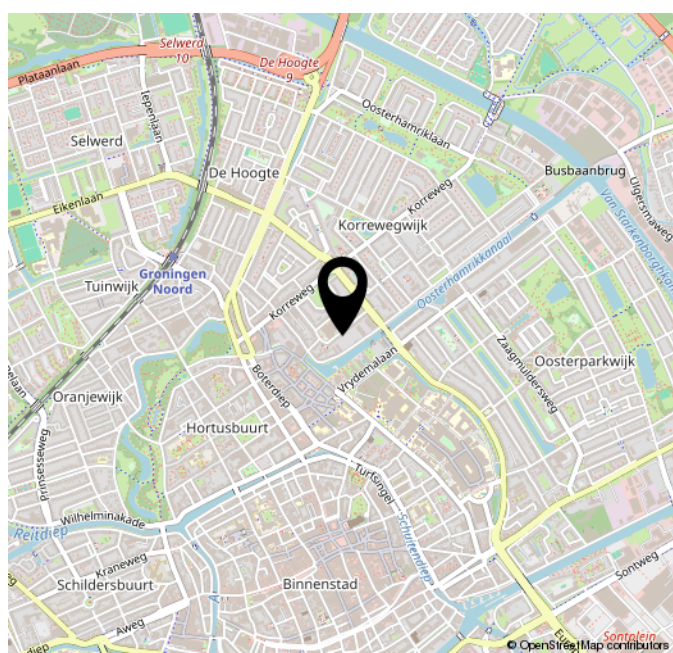 Selwerd
10
De Hoogte
9
Plataanlaan
Iepenlaan
Oosterhamriklaan
Selwerd
De Hoogte
Busbaanbrug
Ulgersmaweg
Eikenlaan
Korreweg
Van Starkenborghkan
Korrewegwijk
Groningen
Noord
Tuinwijk
Oosterhamrikkanaal
Korreweg
Zaagmuldersweg
Oosterparkwijk
Vrydemalaan
Boterdiep
Oranjewijk
Hortusbuurt
Prinsesseweg
Turfsingel
Wilhelminakade
Reitdiep
Schuitendiep
Kraneweg
Schildersbuurt
Binnenstad
Sontweg
A
Aweg
Sontplein
© OpenStreetMap contributors